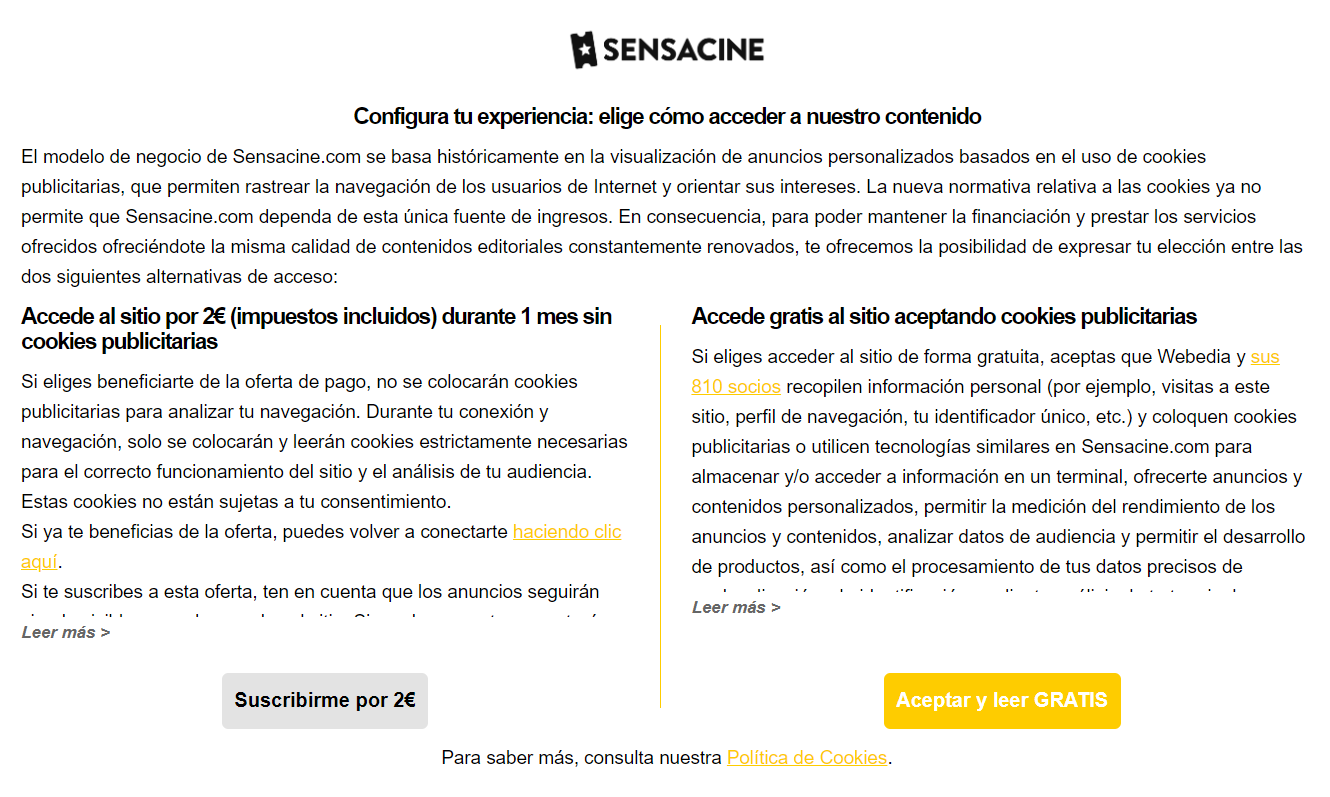 SENSACINE
Configura tu experiencia: elige cómo acceder a nuestro contenido
El modelo de negocio de Sensacine.com se basa históricamente en la visualización de anuncios personalizados basados en el uso de cookies
publicitarias, que permiten rastrear la navegación de los usuarios de Internet y orientar sus intereses. La nueva normativa relativa a las cookies ya no
permite que Sensacine.com dependa de esta única fuente de ingresos. En consecuencia, para poder mantener la financiación y prestar los servicios
ofrecidos ofreciéndote la misma calidad de contenidos editoriales constantemente renovados, te ofrecemos la posibilidad de expresar tu elección entre las
dos siguientes alternativas de acceso:
Accede al sitio por 2€ (impuestos incluidos) durante 1 mes sin
cookies publicitarias
Si eliges beneficiarte de la oferta de pago, no se colocarán cookies
publicitarias para analizar tu navegación. Durante tu conexión y
navegación, solo se colocarán y leerán cookies estrictamente necesarias
para el correcto funcionamiento del sitio y el análisis de tu audiencia.
Estas cookies no están sujetas a tu consentimiento.
Si ya te beneficias de la oferta, puedes volver a conectarte haciendo clic
aquí.
Si te suscribes a esta oferta, ten en cuenta que los anuncios seguirán
Leer más >
Suscribirme por 2€
Accede gratis al sitio aceptando cookies publicitarias
Si eliges acceder al sitio de forma gratuita, aceptas que Webedia y sus
810 socios recopilen información personal (por ejemplo, visitas a este
sitio, perfil de navegación, tu identificador único, etc.) y coloquen cookies
publicitarias o utilicen tecnologías similares en Sensacine.com para
almacenar y/o acceder a información en un terminal, ofrecerte anuncios y
contenidos personalizados, permitir la medición del rendimiento de los
anuncios y contenidos, analizar datos de audiencia y permitir el desarrollo
de productos, así como el procesamiento de tus datos precisos de
Leer más >
Aceptar y leer GRATIS
Para saber más, consulta nuestra Política de Cookies.